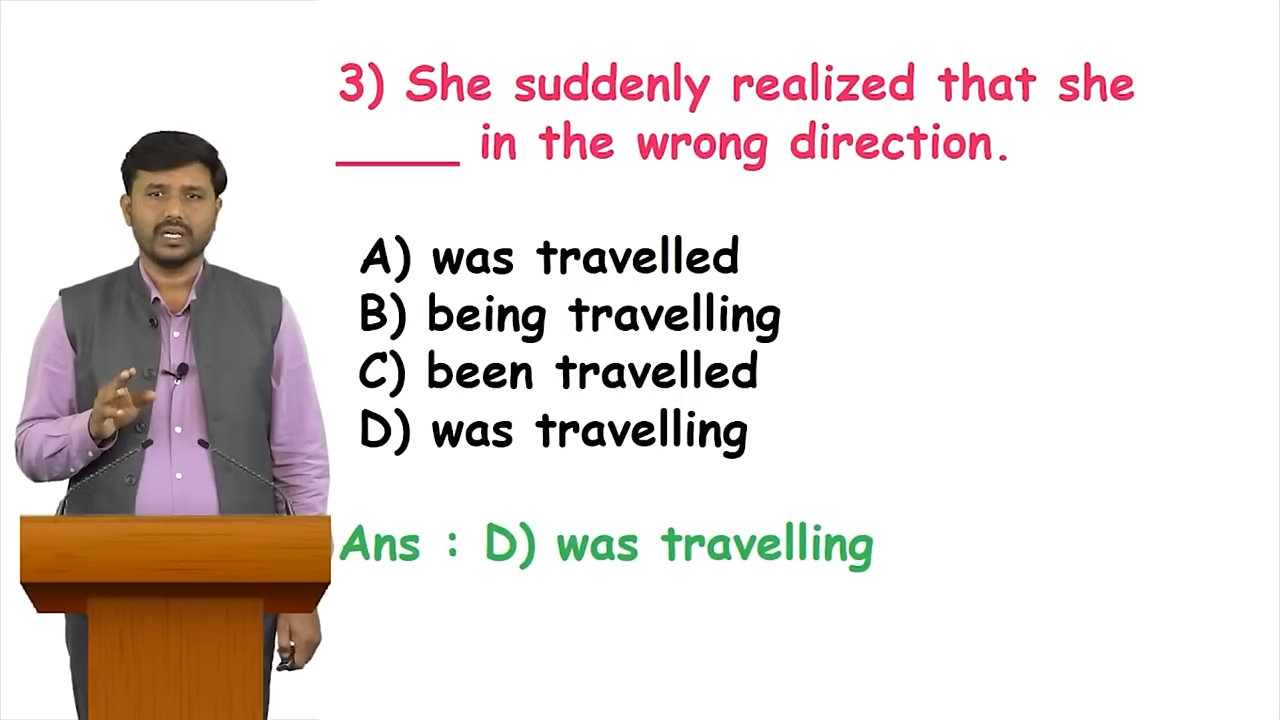 3) She suddenly realized that she
____ in the wrong direction.
A) was travelled
B) being travelling
C) been travelled
D) was travelling
Ans : D) was travelling